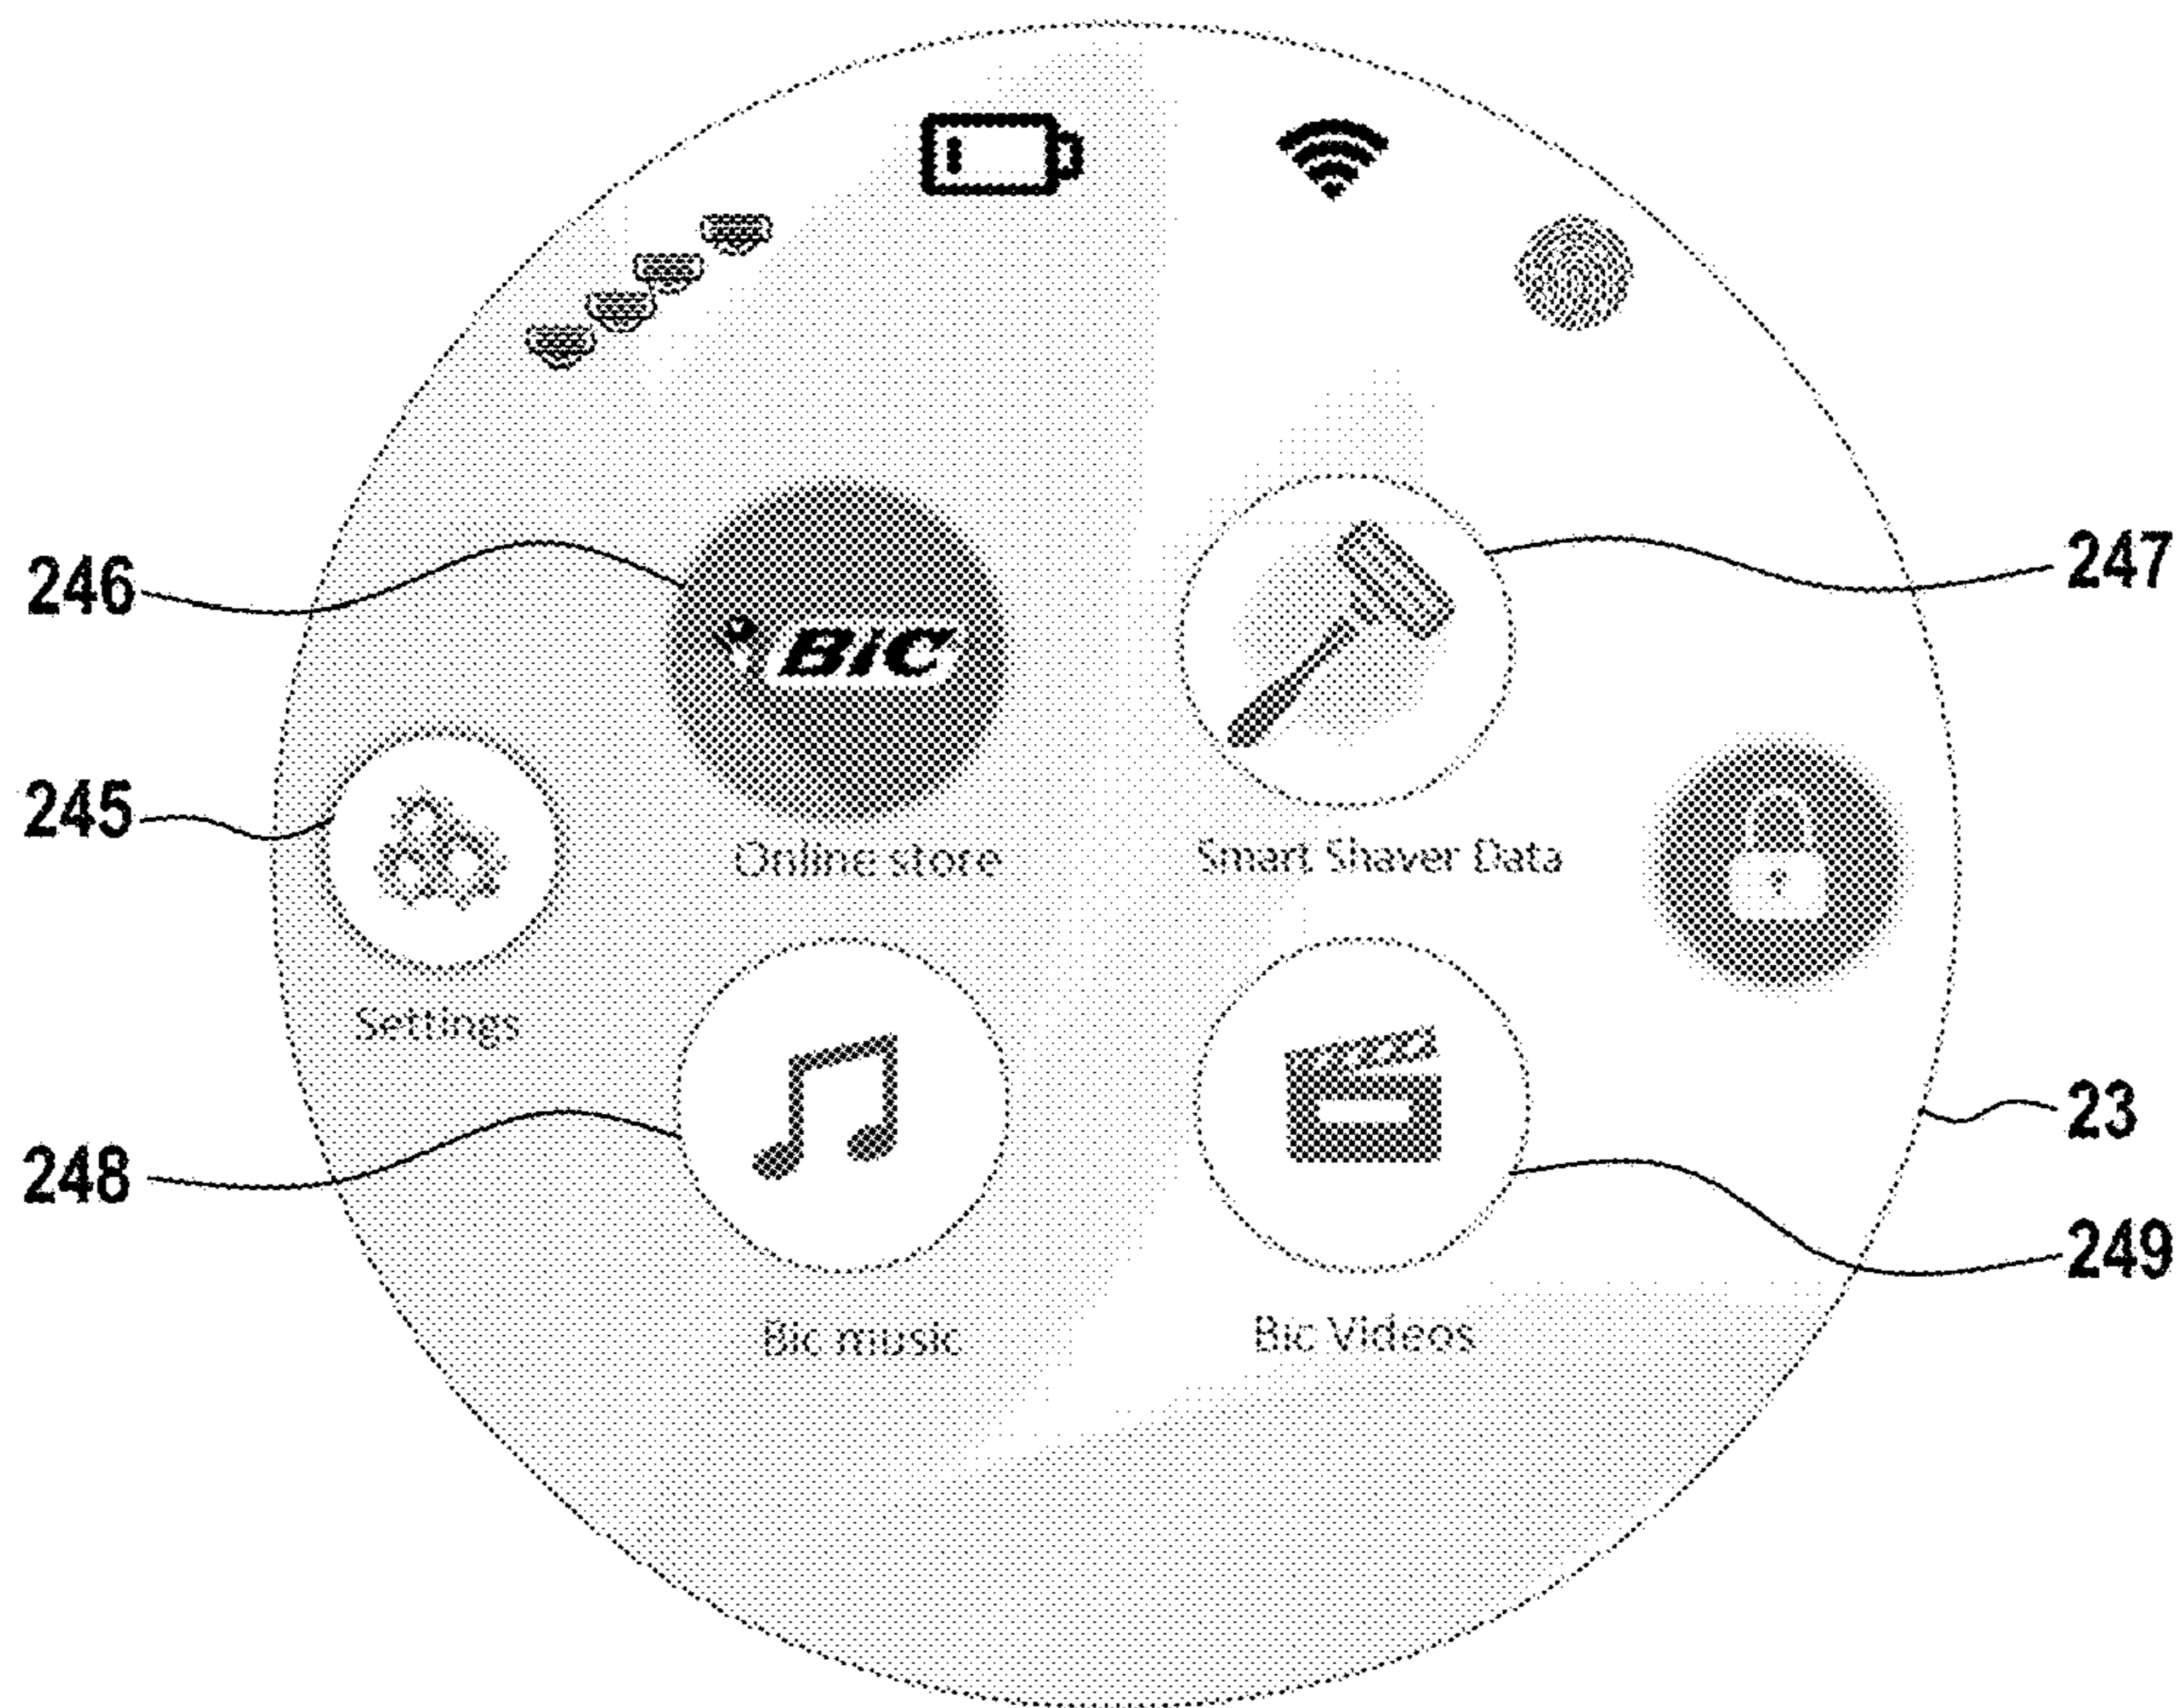 246
247
BiC
245
Online store
Smart Shaver Data
Settings
248
23
249
Bic music
Bic Videos